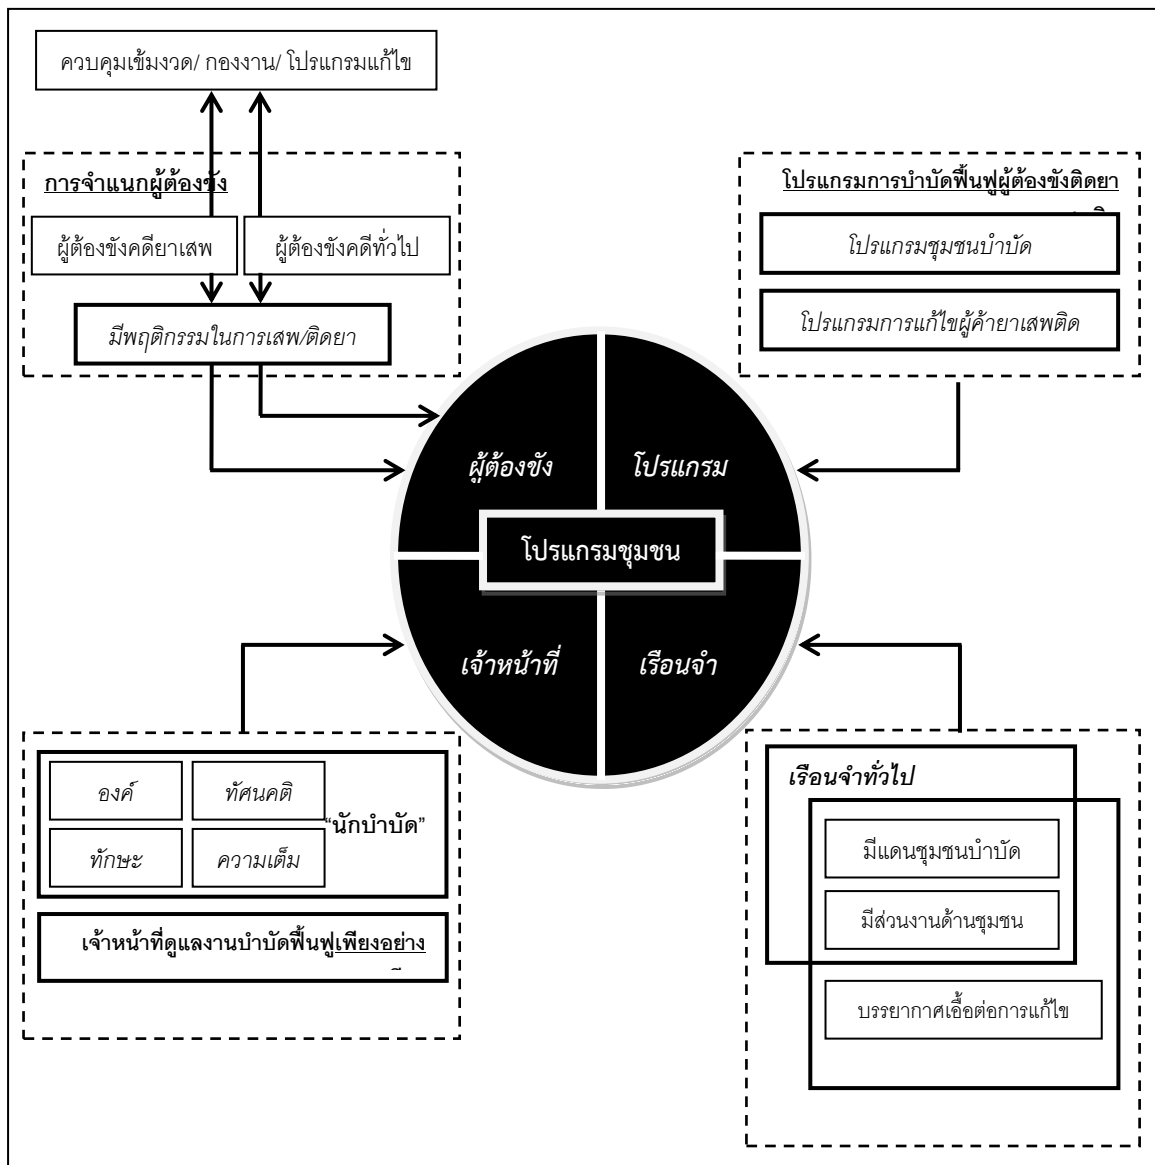 ควบคุมเข้มงวด/ กองงาน/ โปรแกรมแก้ไข
การจำแนกผู้ต้องขัง
ผู้ต้องขังคดียาเสพ
ผู้ต้องขังคดีทั่วไป
มีพฤติกรรมในการเสพ/ติดยา
โปรแกรมการบำบัดฟื้นฟูผู้ต้องขังติดยา
โปรแกรมชุมชนบำบัด
โปรแกรมการแก้ไขผู้ค้ายาเสพติด
ผู้ต้องขัง
โปรแกรม
โปรแกรมชุมชน
เจ้าหน้าที่
เรือนจำ
องค์
ทัศนคติ
"นักบำบัด"
ทักษะ
ความเต็ม
เจ้าหน้าที่ดูแลงานบำบัดฟื้นฟูเพียงอย่าง
เรือนจำทั่วไป
มีแดนชุมชนบำบัด
มีส่วนงานด้านชุมชน
บรรยากาศเอื้อต่อการแก้ไข